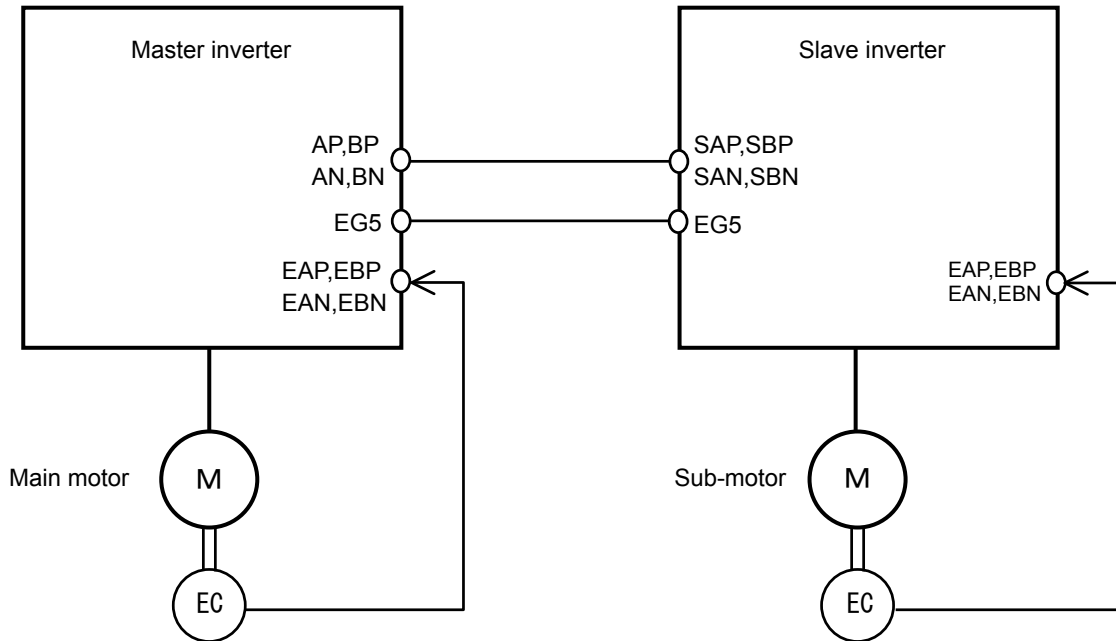 Master inverter
Slave inverter
AP,BP
AN,BN
SAP,SBP
SAN,SBN
EG5
EG5
EAP,EBP
EAN,EBN
EAP,EBP
EAN,EBN
Main motor
M
Sub-motor
M
EC
EC